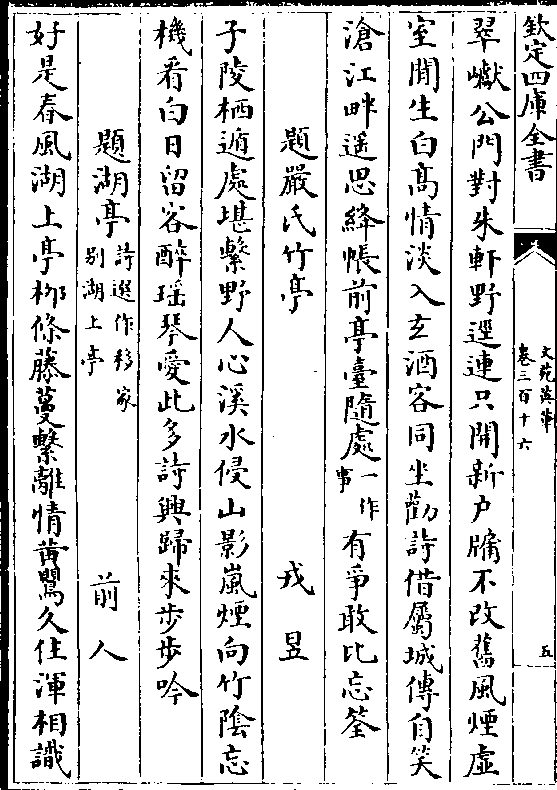 欽定四庫全書
文苑英華
卷三百十六
五
翠巘公門對朱軒野逕連只開新户牖不改舊風煙虛
室閒生白髙情淡入玄酒客同坐勸詩借屬城傳自笑
滄江畔遥思絳帳前亭臺隨處一作事有爭敢比忘筌
題嚴氏竹亭 戎昱
子陵栖遁處堪繫野人心溪水侵山影嵐煙向竹陰忘
機看白日留客醉瑶琴愛此多詩興歸來步步吟
題湖亭詩選作移家别湖上亭 前人
好是春風湖上亭栁條藤蔓繫離情黄鸎久住渾相識